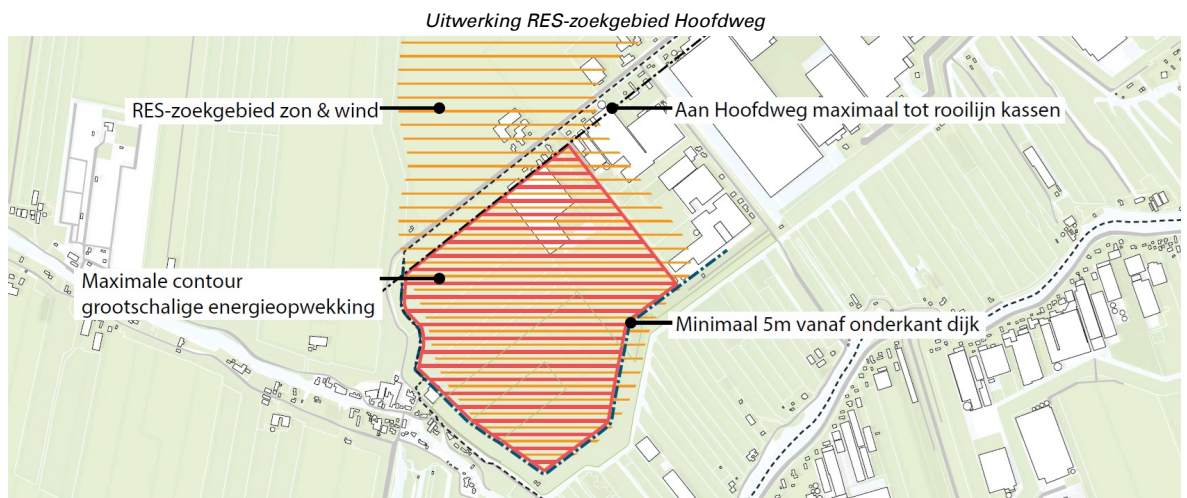 Uitwerking RES-zoekgebied Hoofdweg
RES-zoekgebied zon & wind
Aan Hoofdweg maximaal tot rooilijn kassen
Maximale contour
grootschalige energieopwekking
Minimaal 5m vanaf onderkant dijk